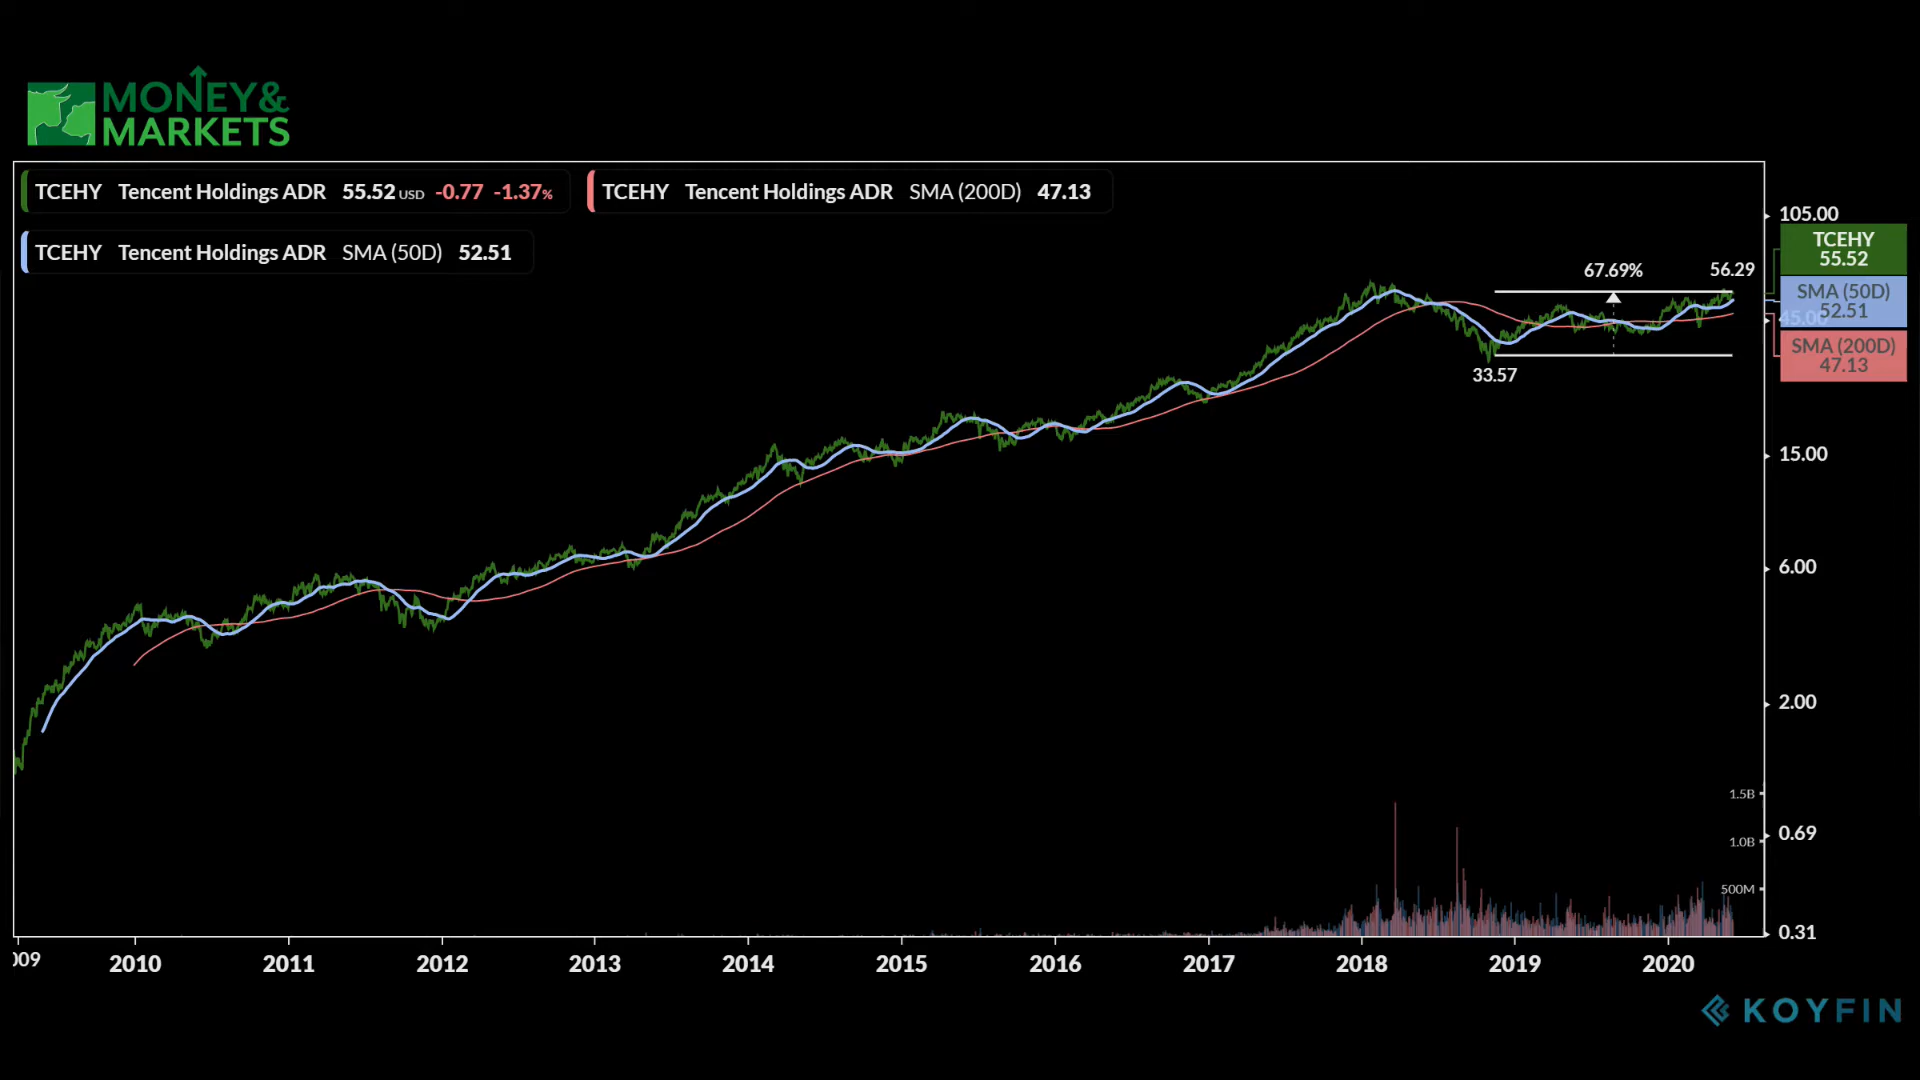 MONEY&
MARKETS
TCEHY Tencent Holdings ADR 55.52 USD -0.77 -1.37%
TCEHY Tencent Holdings ADR SMA (200D) 47.13
TCEHY Tencent Holdings ADR SMA (50D) 52.51
105.00
TCEHY
55.52
67.69%
56.29
SMA (50D)
52.51
45.00
SMA (200D)
47.13
33.57
15.00
6.00
2.00
1.5B
0.69
1.0B
500M
0.31
009 2010 2011 2012 2013 2014 2015 2016 2017 2018 2019 2020
KOYFIN